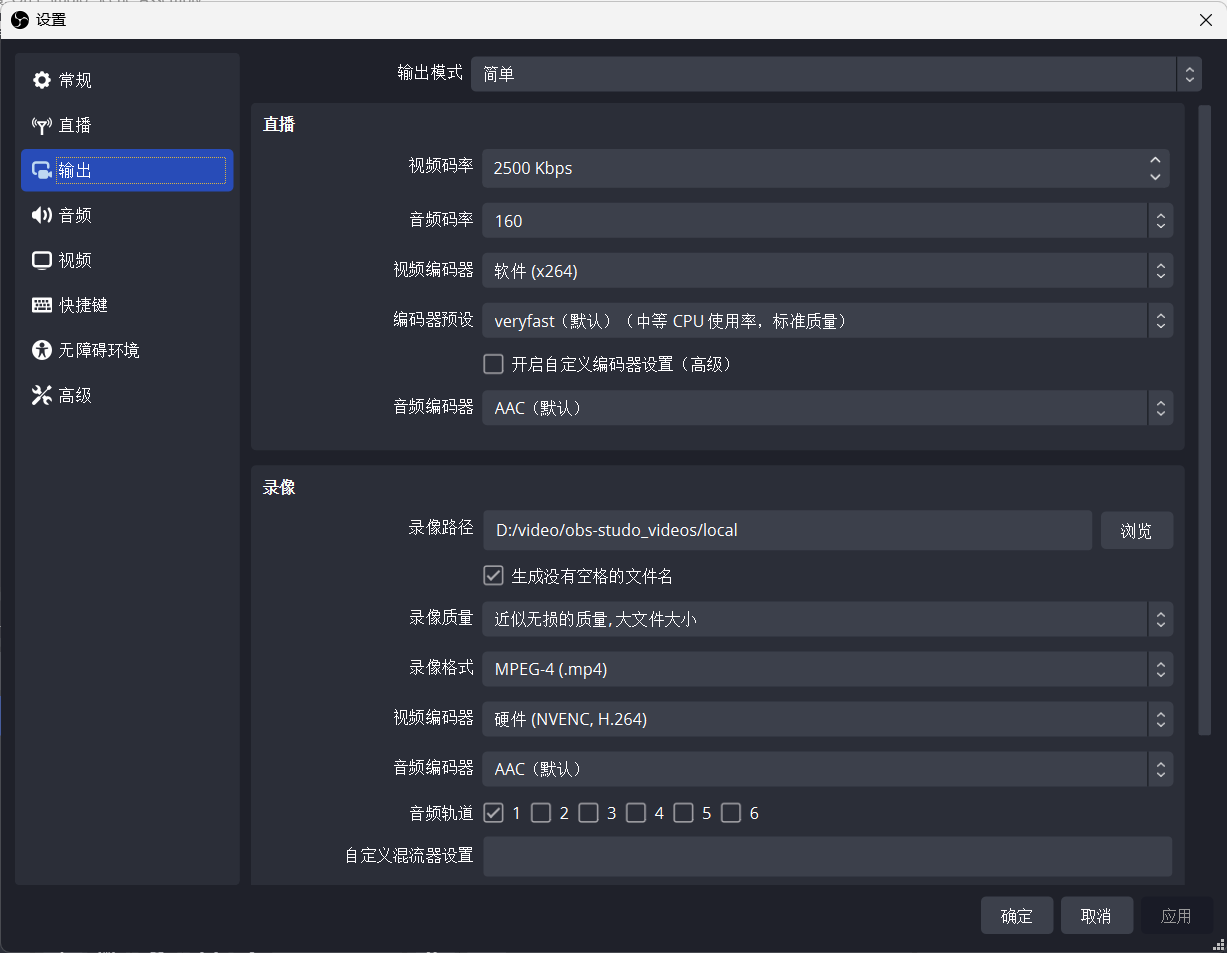 设置
常规
直播
输出
音频
视频
快捷键
无障碍环境
高级
输出模式 简单
直播
视频码率 2500 Kbps
音频码率 160
视频编码器 软件 (x264)
编码器预设 veryfast（默认）（中等 CPU 使用率，标准质量）
开启自定义编码器设置（高级）
音频编码器 AAC（默认）
录像
录像路径 D:/video/obs-studo_videos/local 浏览
生成没有空格的文件名
录像质量 近似无损的质量, 大文件大小
录像格式 MPEG-4 (.mp4)
视频编码器 硬件 (NVENC, H.264)
音频编码器 AAC（默认）
音频轨道 1 2 3 4 5 6
自定义混流器设置
确定 取消 应用